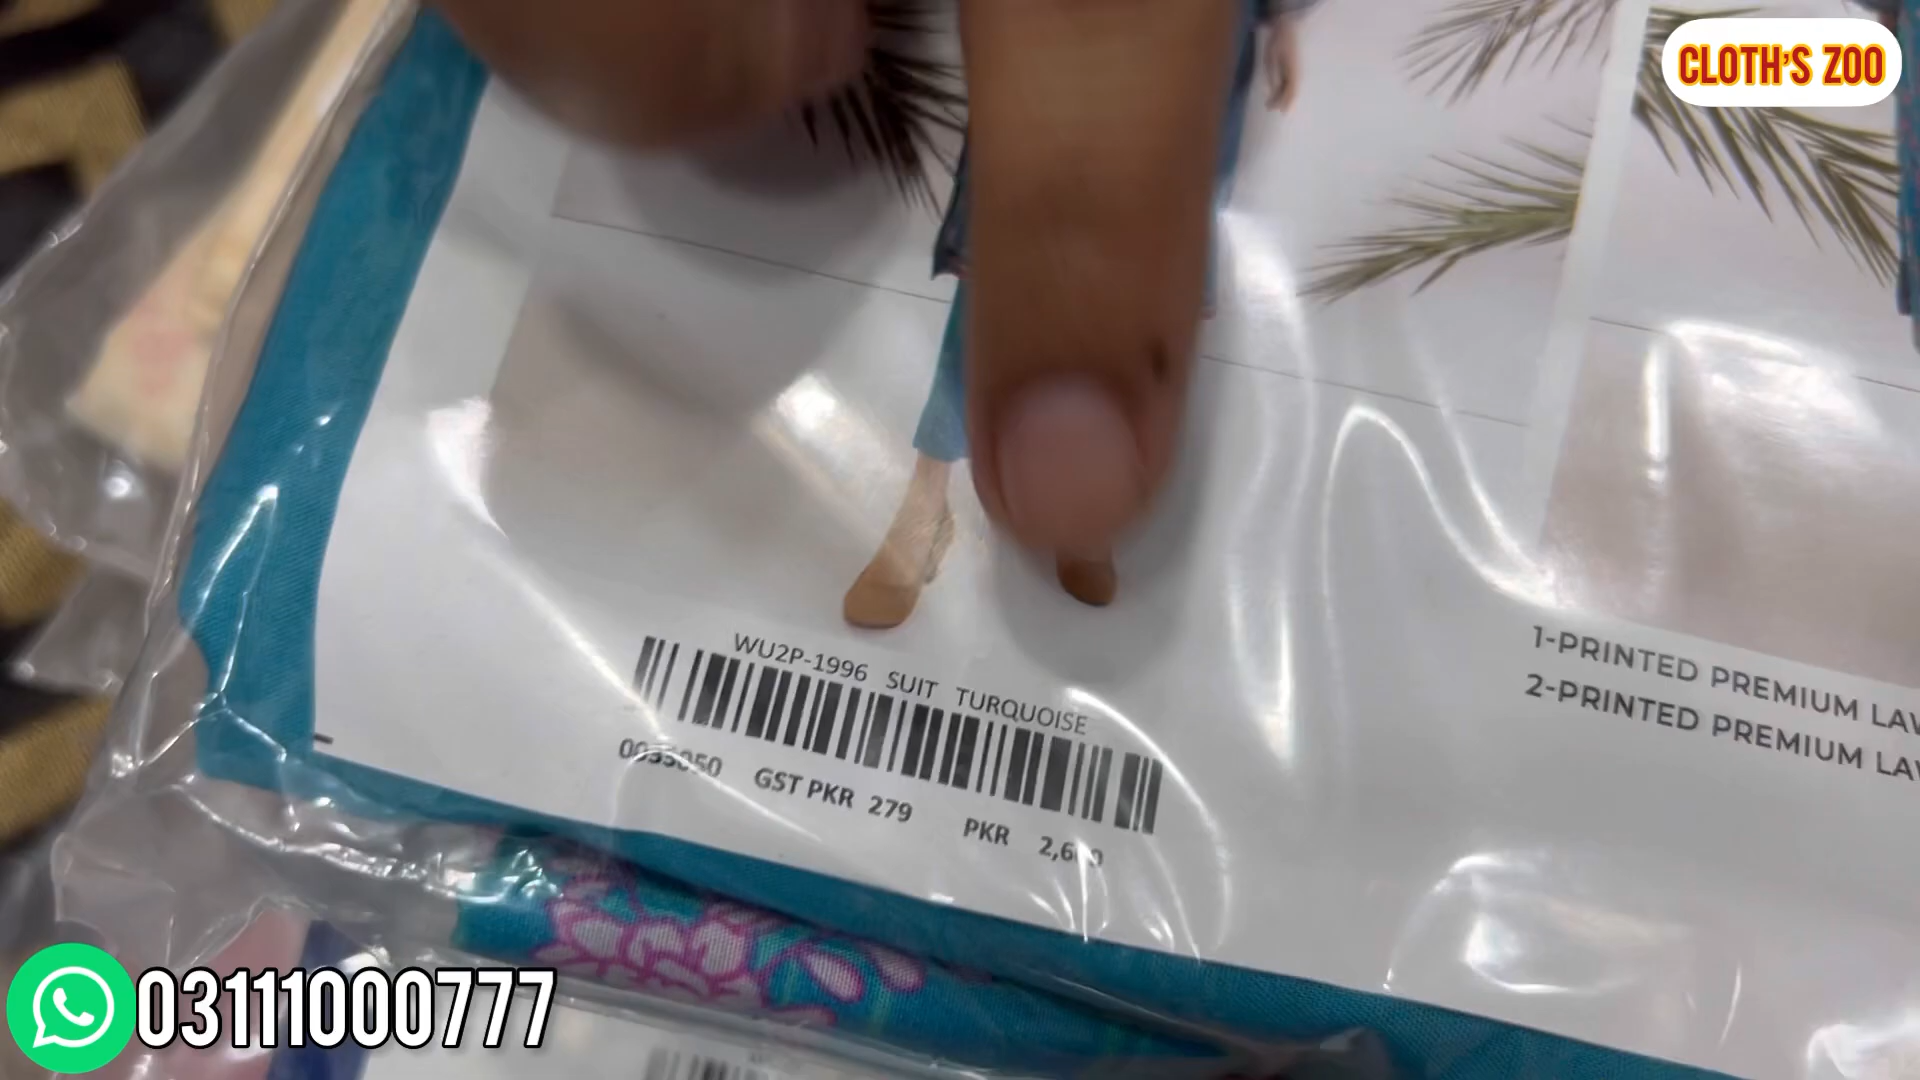 CLOTH'S ZOO
WU2P-1996 SUIT TURQUOISE
GST PKR 279 PKR
1-PRINTED PREMIUM
2-PRINTED PREMIUM
03111000777